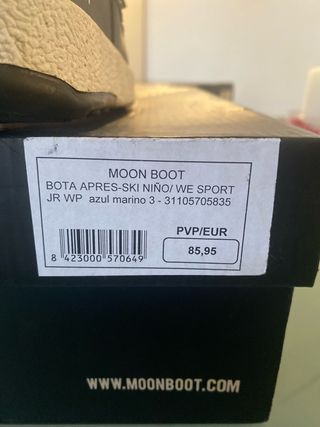 MOON BOOT
BOTA APRES-SKI NIÑO/ WE SPORT
JR WP azul marino 3 - 31105705835
PVP/EUR
85,95
8 423000 570649
WWW.MOONBOOT.COM